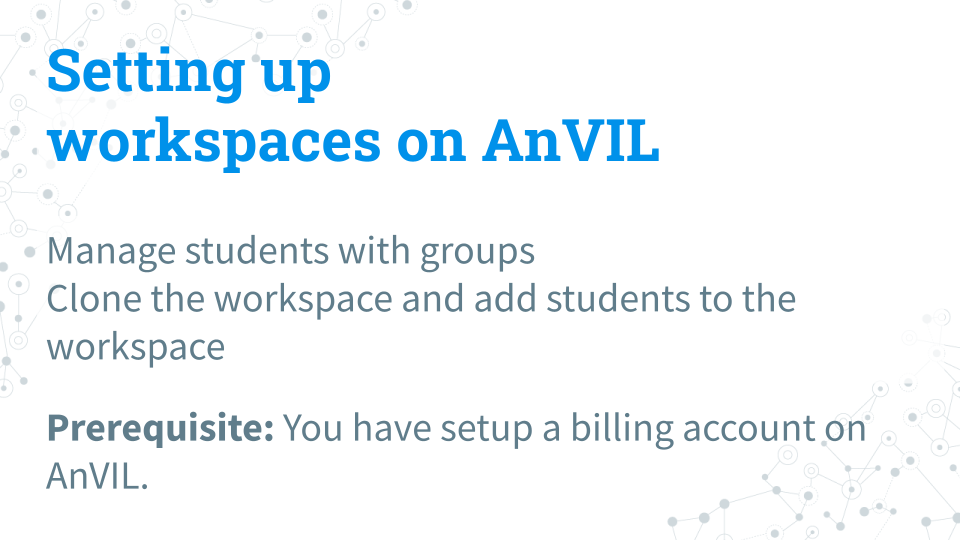 Setting up
workspaces on AnVIL
Manage students with groups
Clone the workspace and add students to the
workspace
Prerequisite: You have setup a billing account on
AnVIL.